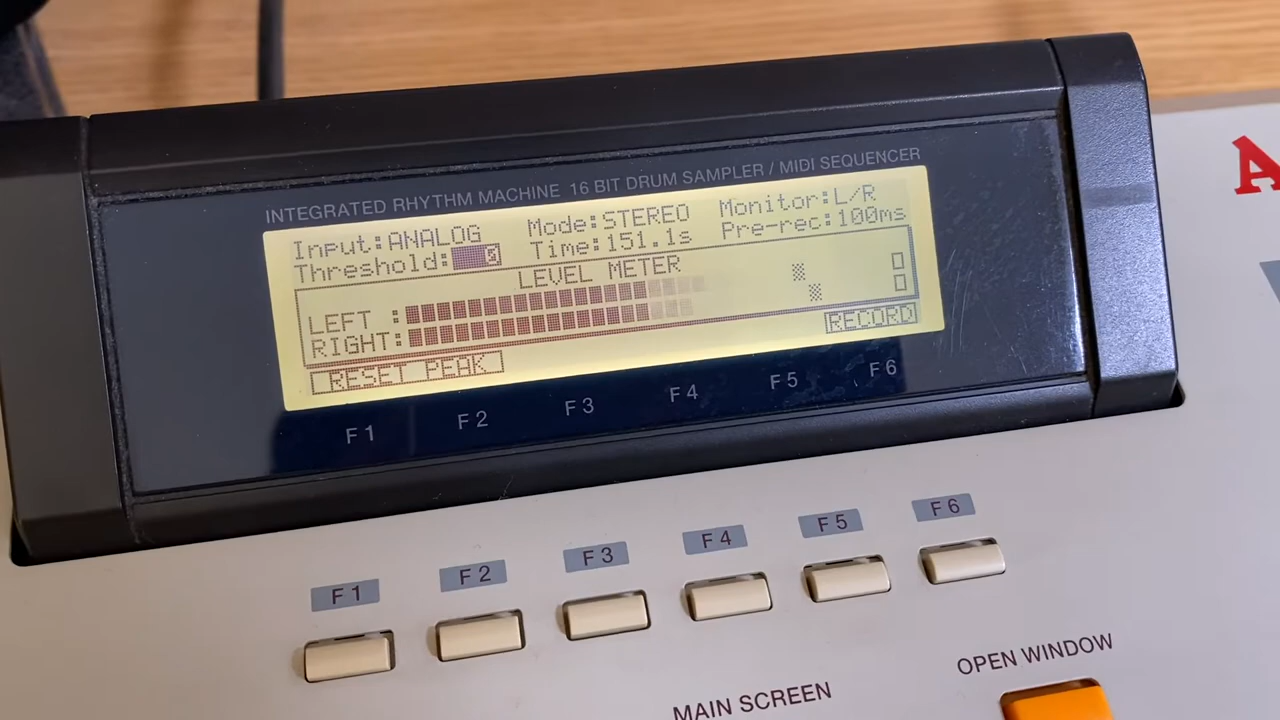 INTEGRATED RHYTHM MACHINE 16 BIT DRUM SAMPLER / MIDI SEQUENCER
Input:ANALOG Mode:STEREO Monitor:L/R
Threshold: 0 Time:151.1s Pre-rec:100ms
LEVEL METER
LEFT :
RIGHT:
RESET PEAK RECORD
F1 F2 F3 F4 F5 F6
F1 F2 F3 F4 F5 F6
A
MAIN SCREEN
OPEN WINDOW